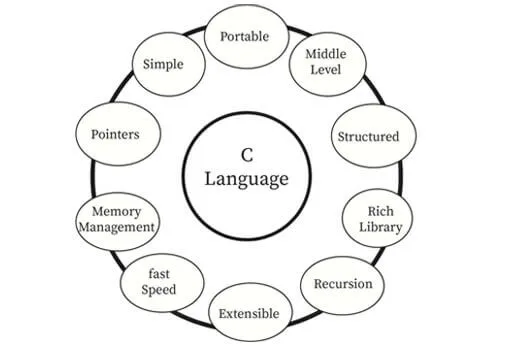 Portable
Middle
Level
Structured
Rich
Library
Recursion
Extensible
fast
Speed
Memory
Management
Pointers
Simple
C
Language